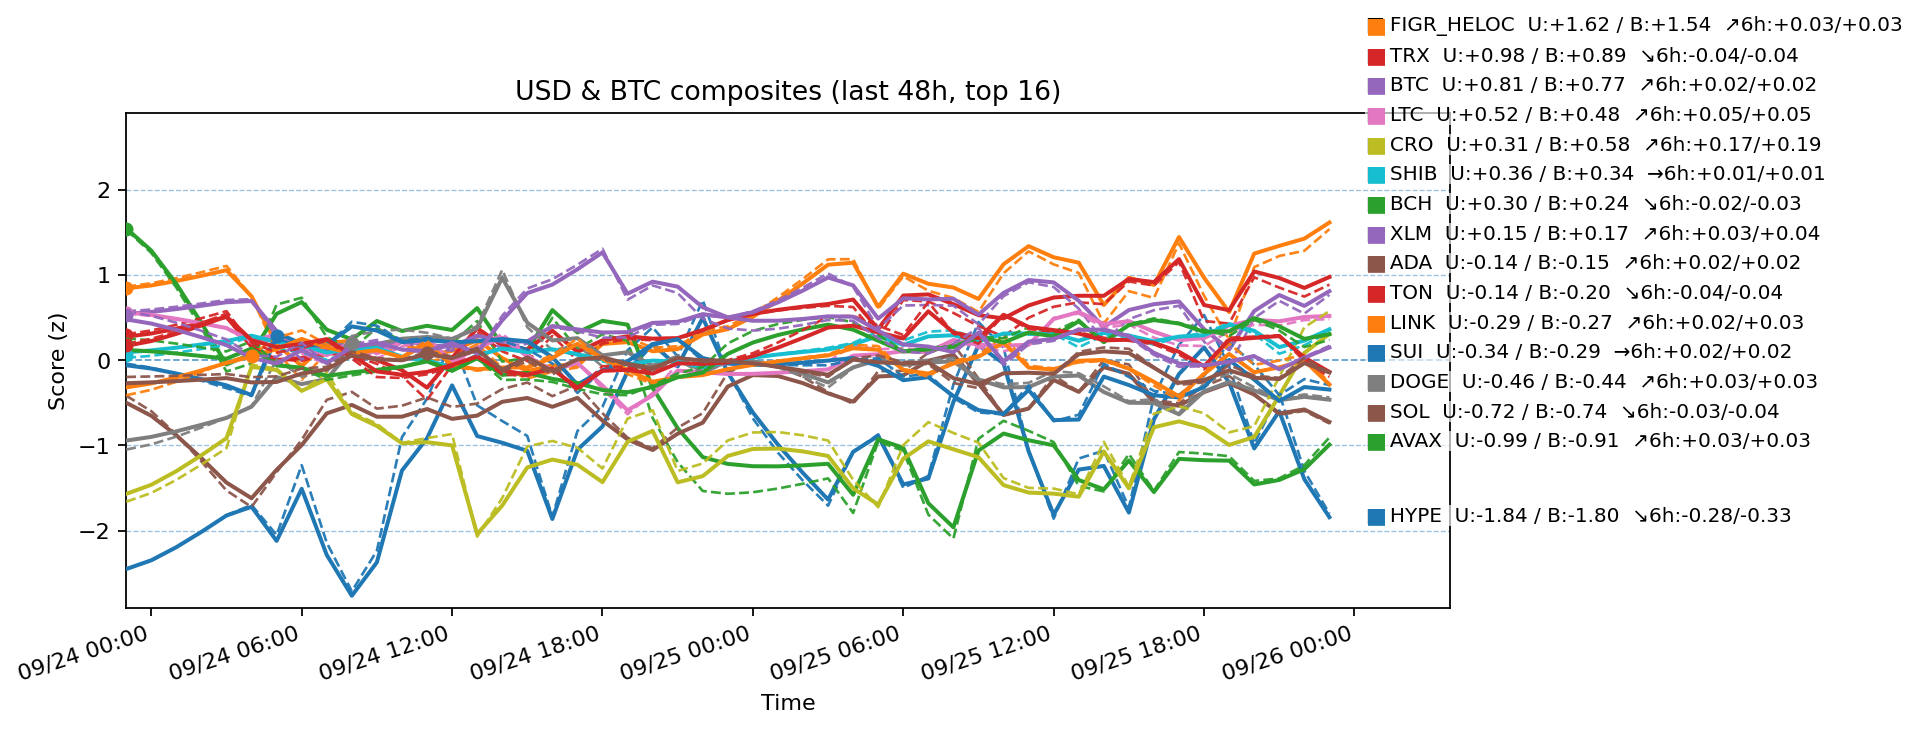 FIGR_HELOC  U:+1.62 / B:+1.54  ↗6h:+0.03/+0.03
TRX  U:+0.98 / B:+0.89  ↘6h:-0.04/-0.04
USD & BTC composites (last 48h, top 16)
BTC  U:+0.81 / B:+0.77  ↗6h:+0.02/+0.02
LTC  U:+0.52 / B:+0.48  ↗6h:+0.05/+0.05
CRO  U:+0.31 / B:+0.58  ↗6h:+0.17/+0.19
SHIB  U:+0.36 / B:+0.34  →6h:+0.01/+0.01
BCH  U:+0.30 / B:+0.24  ↘6h:-0.02/-0.03
XLM  U:+0.15 / B:+0.17  ↗6h:+0.03/+0.04
ADA  U:-0.14 / B:-0.15  ↗6h:+0.02/+0.02
TON  U:-0.14 / B:-0.20  ↘6h:-0.04/-0.04
LINK  U:-0.29 / B:-0.27  ↗6h:+0.02/+0.03
SUI  U:-0.34 / B:-0.29  →6h:+0.02/+0.02
DOGE  U:-0.46 / B:-0.44  ↗6h:+0.03/+0.03
SOL  U:-0.72 / B:-0.74  ↘6h:-0.03/-0.04
AVAX  U:-0.99 / B:-0.91  ↗6h:+0.03/+0.03
HYPE  U:-1.84 / B:-1.80  ↘6h:-0.28/-0.33
Score (z)
2
1
0
−1
−2
09/24 00:00
09/24 06:00
09/24 12:00
09/24 18:00
09/25 00:00
09/25 06:00
09/25 12:00
09/25 18:00
09/26 00:00
Time